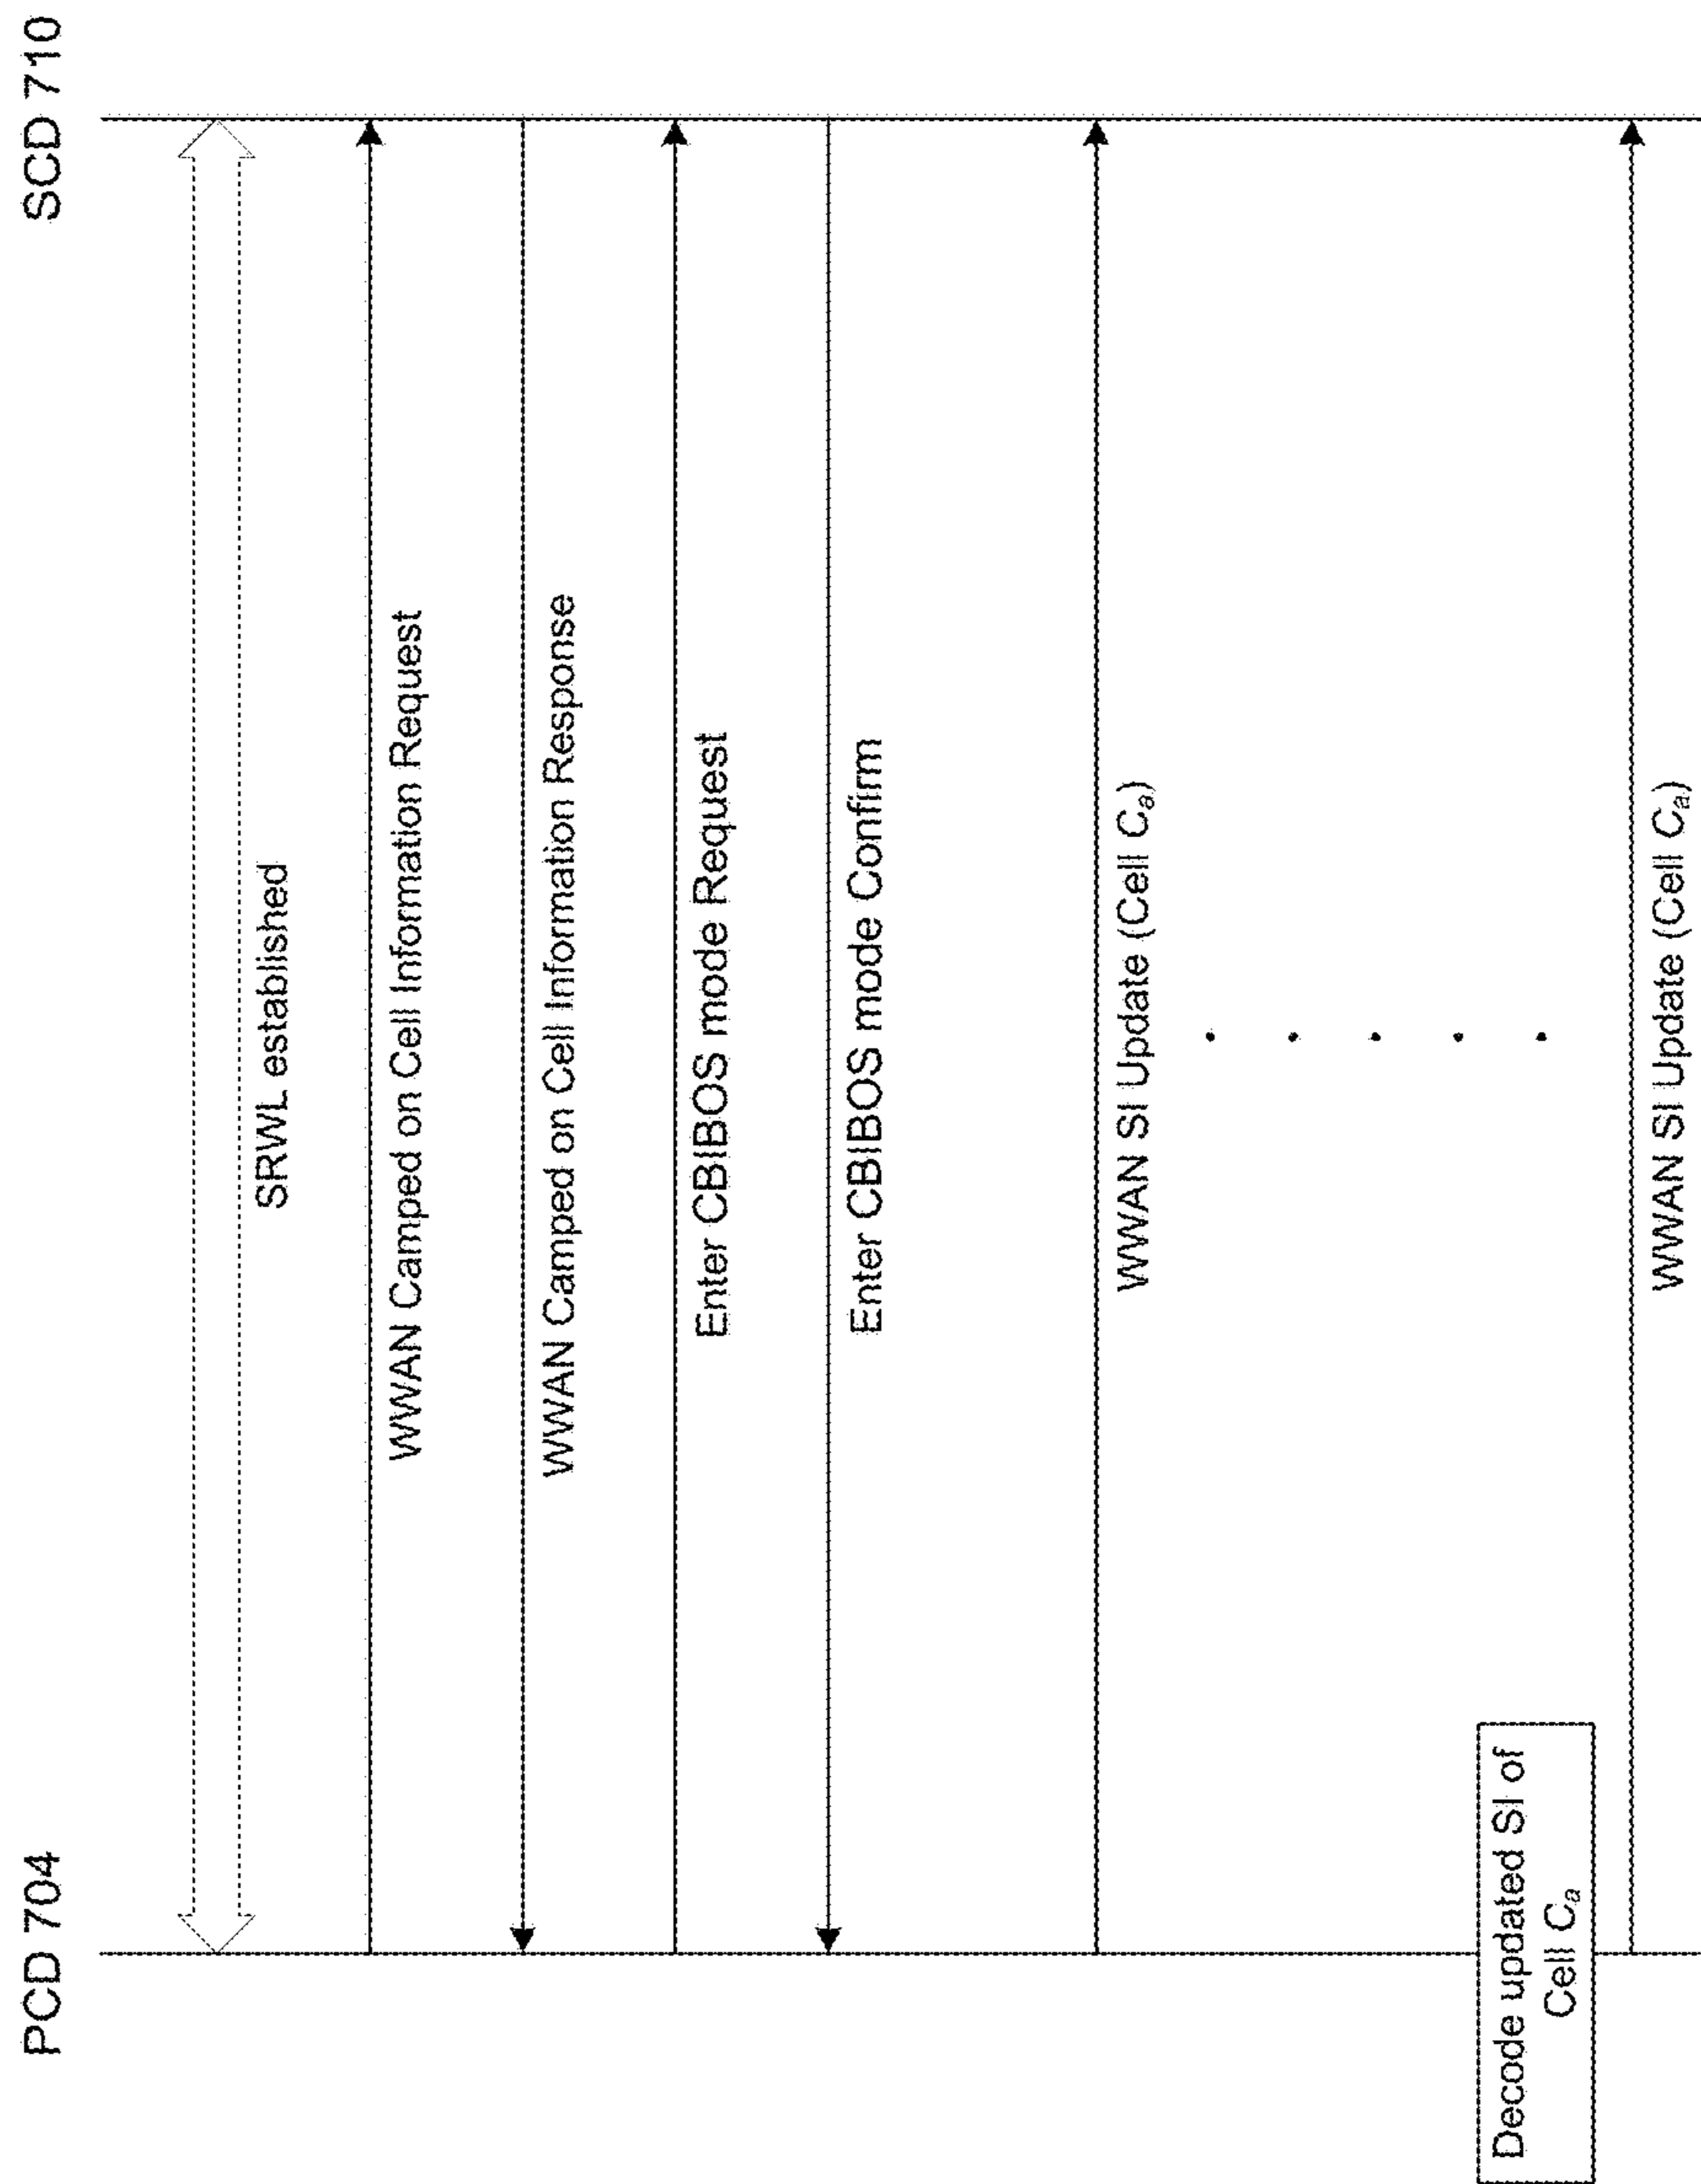 PCD 704
SCD 710
SRWL established
WWAN Camped on Cell Information Request
WWAN Camped on Cell Information Response
Enter CBIBOS mode Request
Enter CBIBOS mode Confirm
WWAN SI Update (Cell Ca)
Decode updated SI of
Cell Ca
WWAN SI Update (Cell Ca)